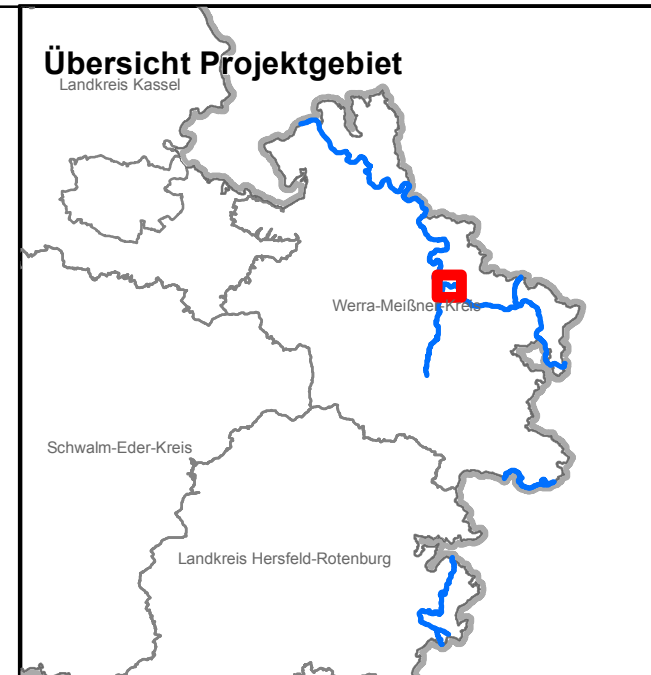 Übersicht Projektgebiet
Landkreis Kassel
Werra-Meißner-Kreis
Schwalm-Eder-Kreis
Landkreis Hersfeld-Rotenburg